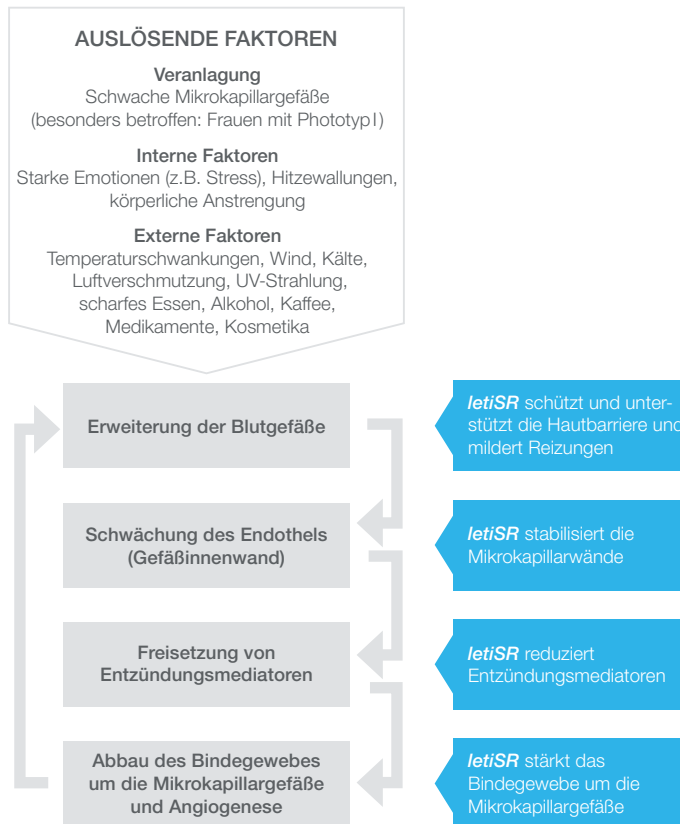 AUSLÖSENDE FAKTOREN
Veranlagung
Schwache Mikrokapillargefäße
(besonders betroffen: Frauen mit Phototyp I)
Interne Faktoren
Starke Emotionen (z.B. Stress), Hitzewallungen,
körperliche Anstrengung
Externe Faktoren
Temperaturschwankungen, Wind, Kälte,
Luftverschmutzung, UV-Strahlung,
scharfes Essen, Alkohol, Kaffee,
Medikamente, Kosmetika
Erweiterung der Blutgefäße
letiSR schützt und unter-
stützt die Hautbarriere und
mildert Reizungen
Schwächung des Endothels
(Gefäßinnenwand)
letiSR stabilisiert die
Mikrokapillarwände
Freisetzung von
Entzündungsmediatoren
letiSR reduziert
Entzündungsmediatoren
Abbau des Bindegewebes
um die Mikrokapillargefäße
und Angiogenese
letiSR stärkt das
Bindegewebe um die
Mikrokapillargefäße